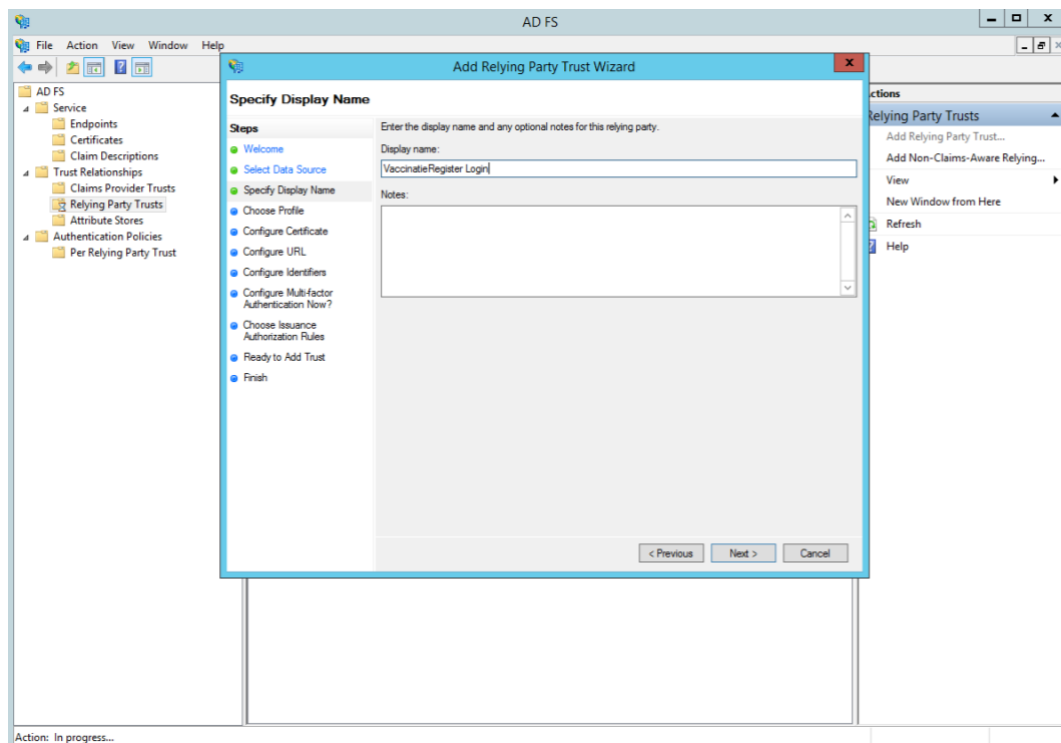 AD FS
File Action View Window Help
AD FS
Service
Endpoints
Certificates
Claim Descriptions
Trust Relationships
Claims Provider Trusts
Relying Party Trusts
Attribute Stores
Authentication Policies
Per Relying Party Trust
Add Relying Party Trust Wizard
x
Specify Display Name
Steps
Welcome
Select Data Source
Specify Display Name
Choose Profile
Configure Certificate
Configure URL
Configure Identifiers
Configure Multi-factor
Authentication Now?
Choose Issuance
Authorization Rules
Ready to Add Trust
Finish
Enter the display name and any optional notes for this relying party.
Display name:
VaccinatieRegister Login
Notes:
< Previous
Next >
Cancel
ctions
Relying Party Trusts
Add Relying Party Trust...
Add Non-Claims-Aware Relying...
View
New Window from Here
Refresh
Help
Action: In progress...